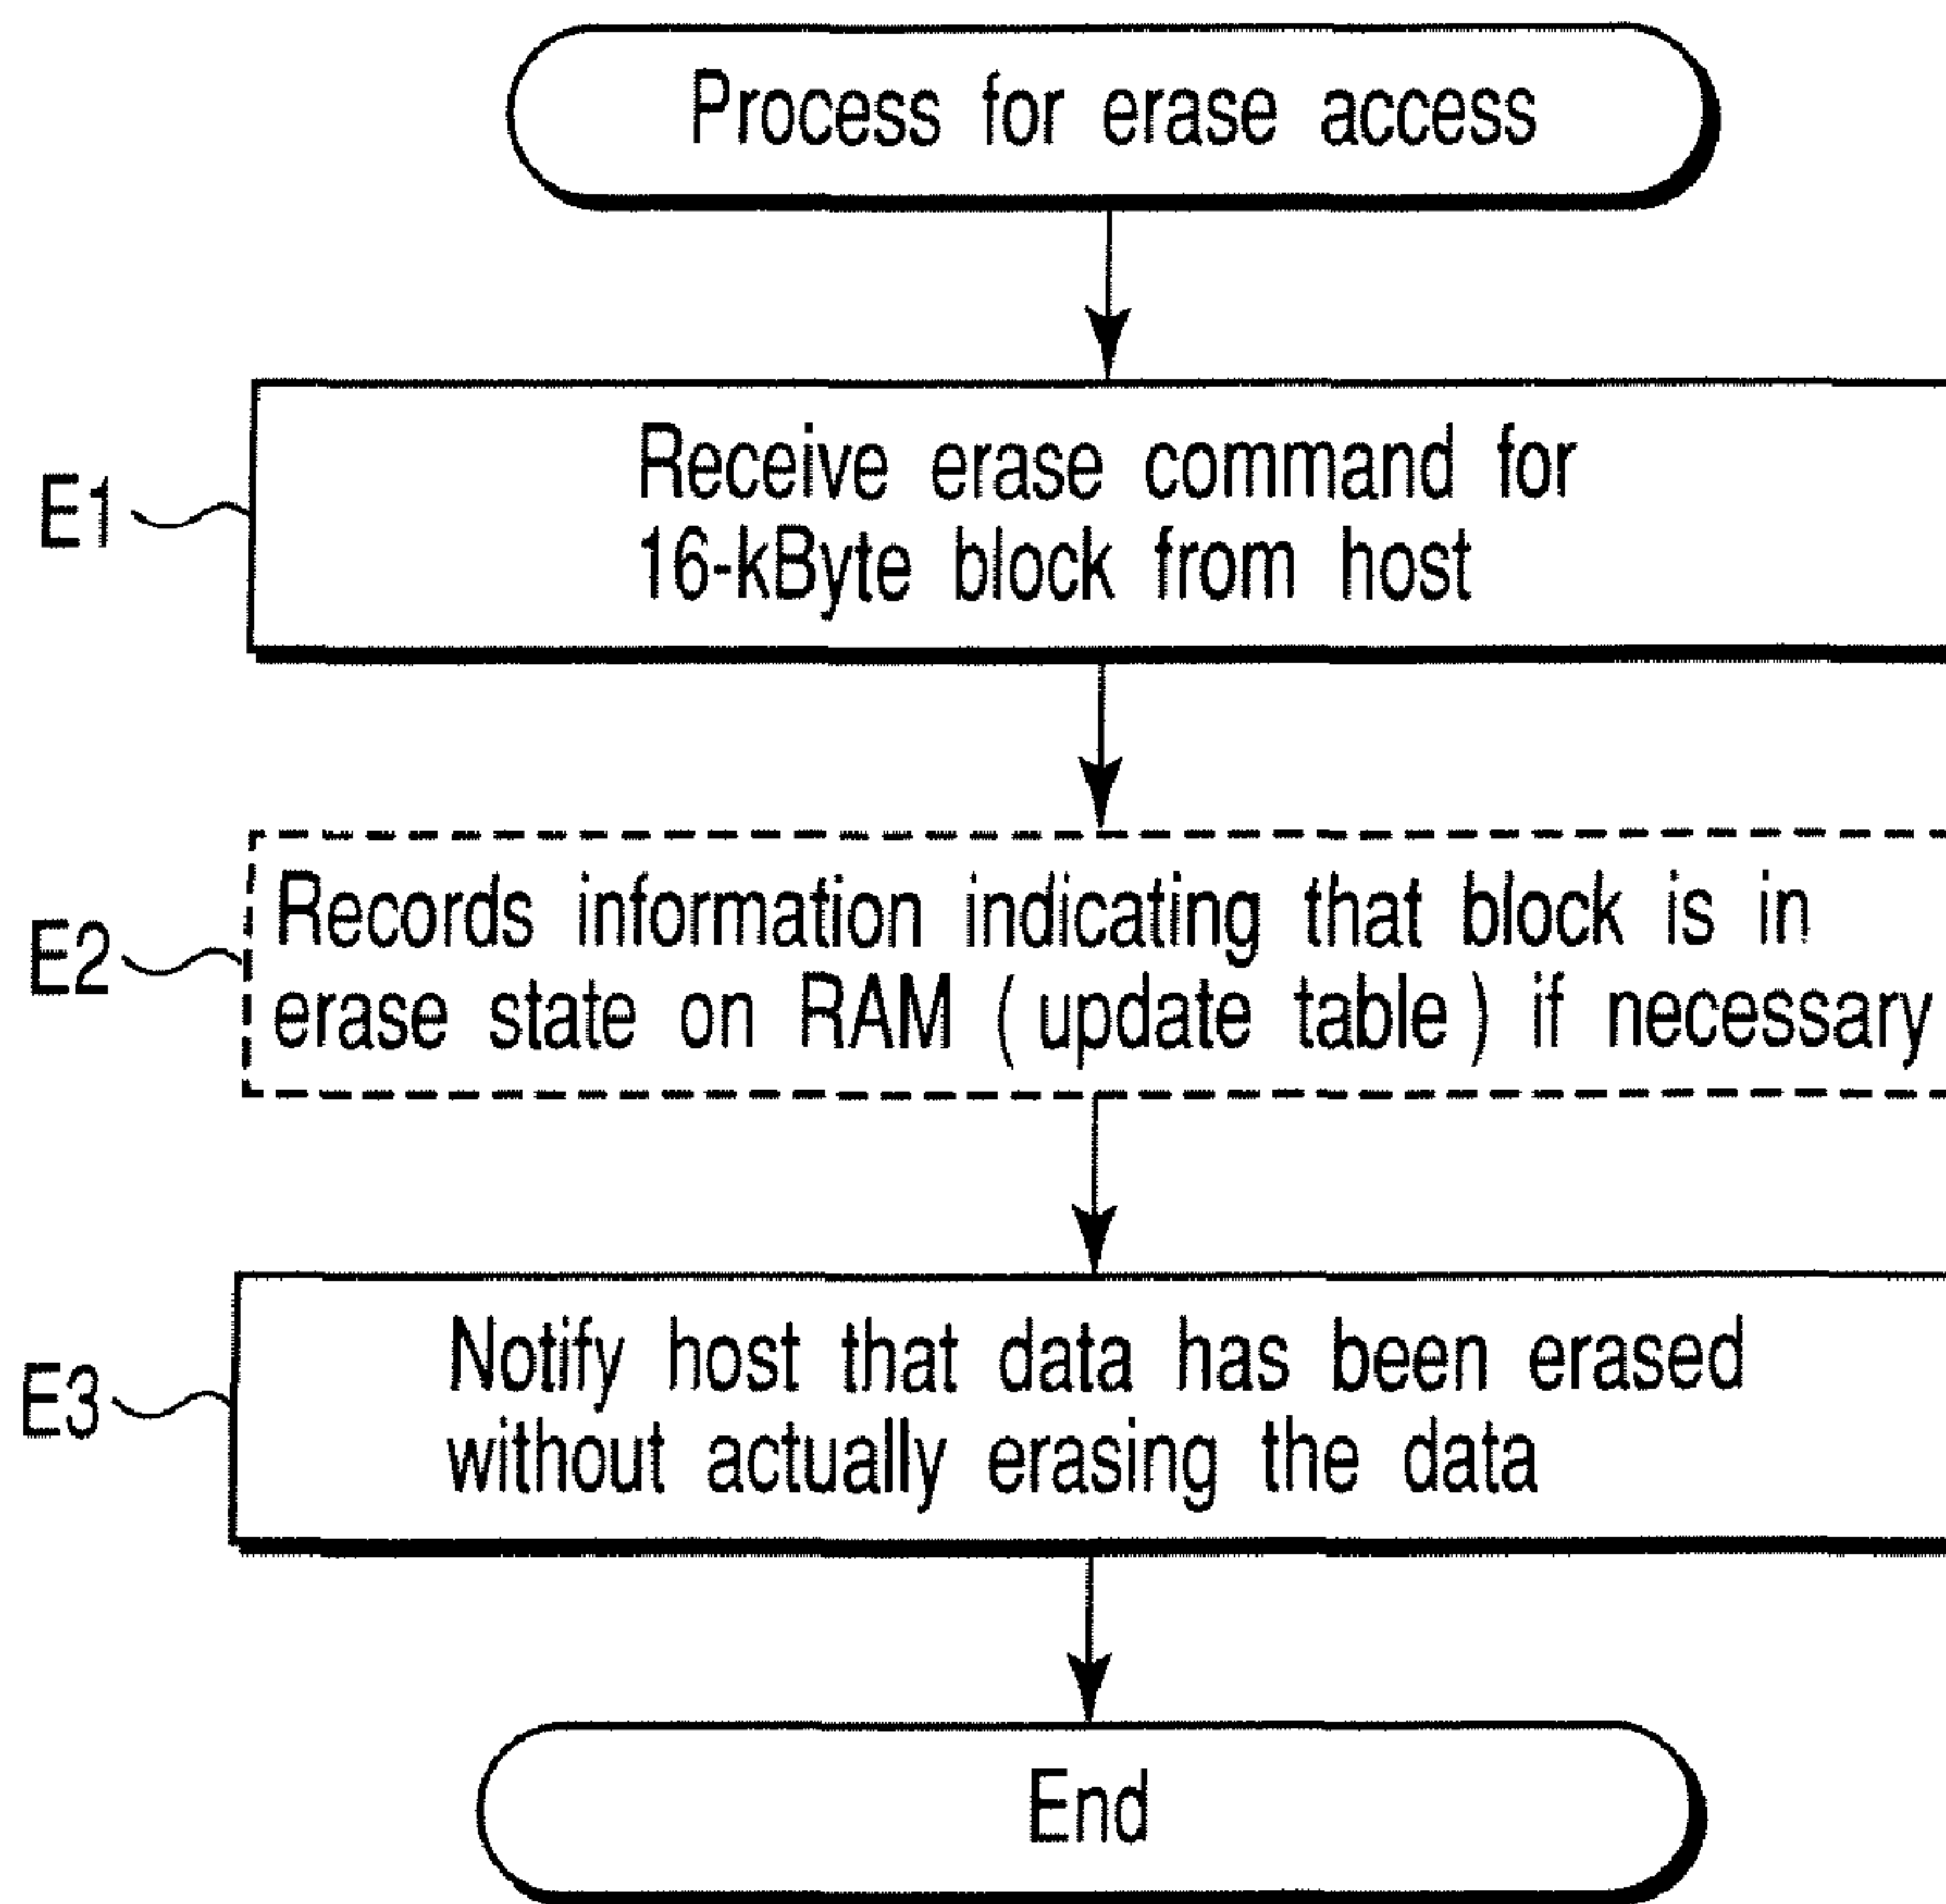 Process for erase access
E1
Receive erase command for
16-kByte block from host
E2
Records information indicating that block is in
erase state on RAM (update table) if necessary
E3
Notify host that data has been erased
without actually erasing the data
End